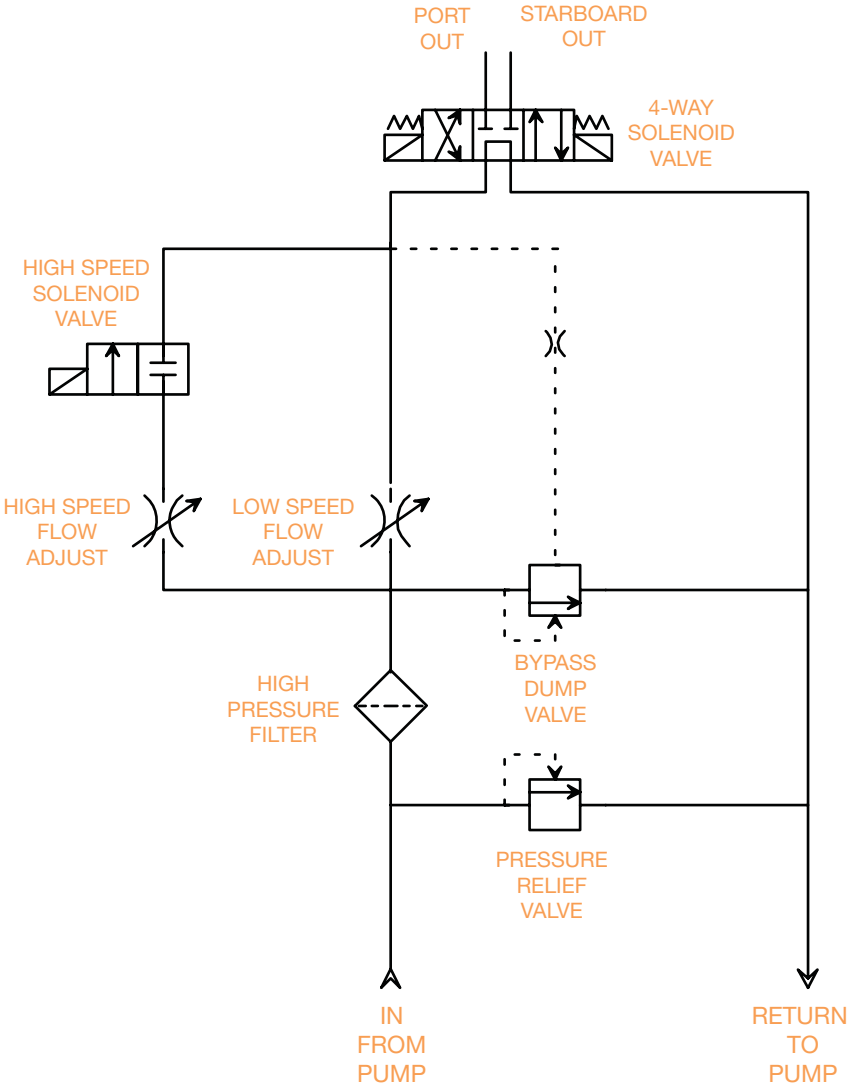 PORT
OUT
STARBOARD
OUT
4-WAY
SOLENOID
VALVE
HIGH SPEED
SOLENOID
VALVE
HIGH SPEED
FLOW
ADJUST
LOW SPEED
FLOW
ADJUST
BYPASS
DUMP
VALVE
HIGH
PRESSURE
FILTER
PRESSURE
RELIEF
VALVE
IN
FROM
PUMP
RETURN
TO
PUMP